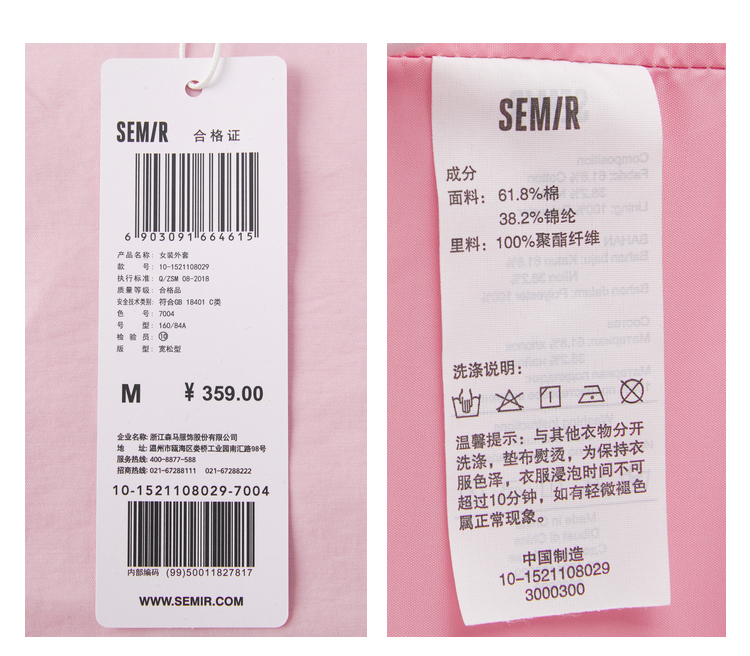 SEMIR 合格证
6 903091 664615
产品名称: 女装外套
款 号: 10-1521108029
执行标准: Q/ZSM 08-2018
质量等级: 合格品
安全技术类别: 符合GB 18401 C类
色 号: 7004
号 型: 160/84A
检 验 员: ⑩
版 型: 宽松型
M ¥ 359.00
企业名称: 浙江森马服饰股份有限公司
地 址: 温州市瓯海区娄桥工业园南汇路98号
服务热线: 400-8877-588
招商热线: 021-67288111 021-67288222
10-1521108029-7004
内部编码 (99)50011827817
WWW.SEMIR.COM
SEMIR
成分
面料: 61.8%棉
38.2%锦纶
里料: 100%聚酯纤维
洗涤说明:
温馨提示: 与其他衣物分开
洗涤, 垫布熨烫, 为保持衣
服色泽, 衣服浸泡时间不可
超过10分钟, 如有轻微褪色
属正常现象。
中国制造
10-1521108029
3000300